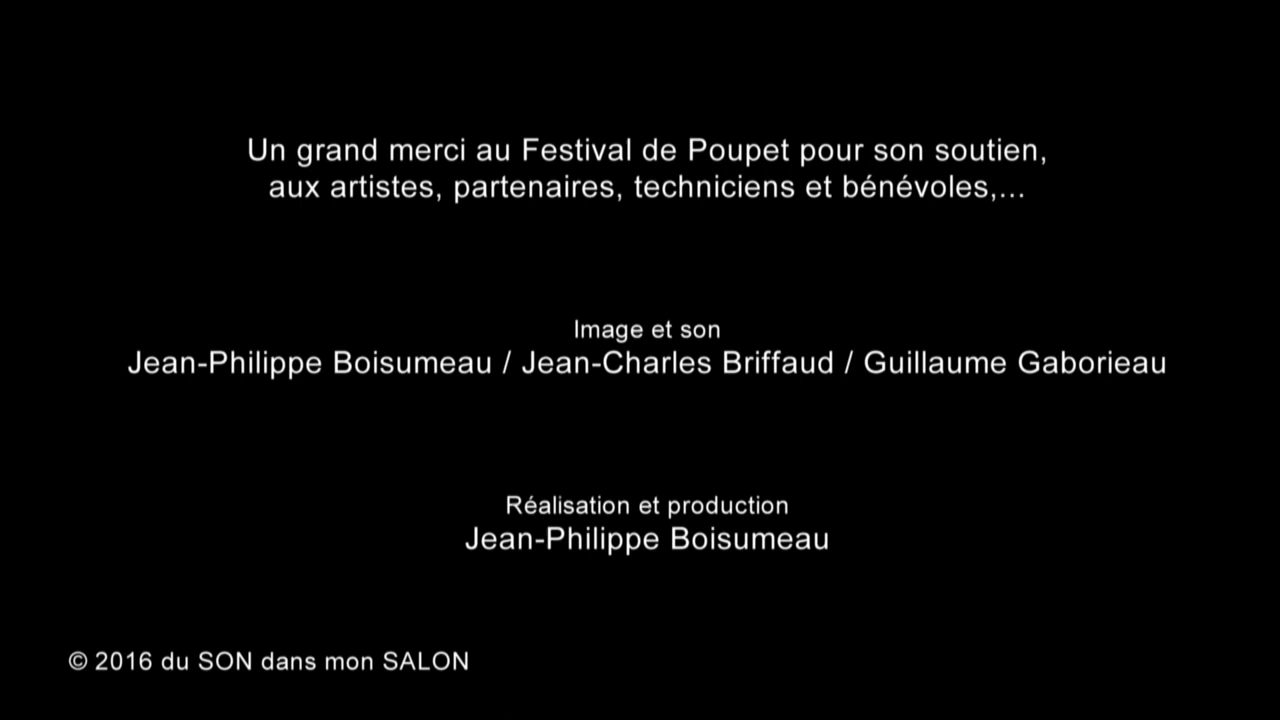 Un grand merci au Festival de Poupet pour son soutien,
aux artistes, partenaires, techniciens et bénévoles,...
Image et son
Jean-Philippe Boisumeau / Jean-Charles Briffaud / Guillaume Gaborieau
Réalisation et production
Jean-Philippe Boisumeau
© 2016 du SON dans mon SALON